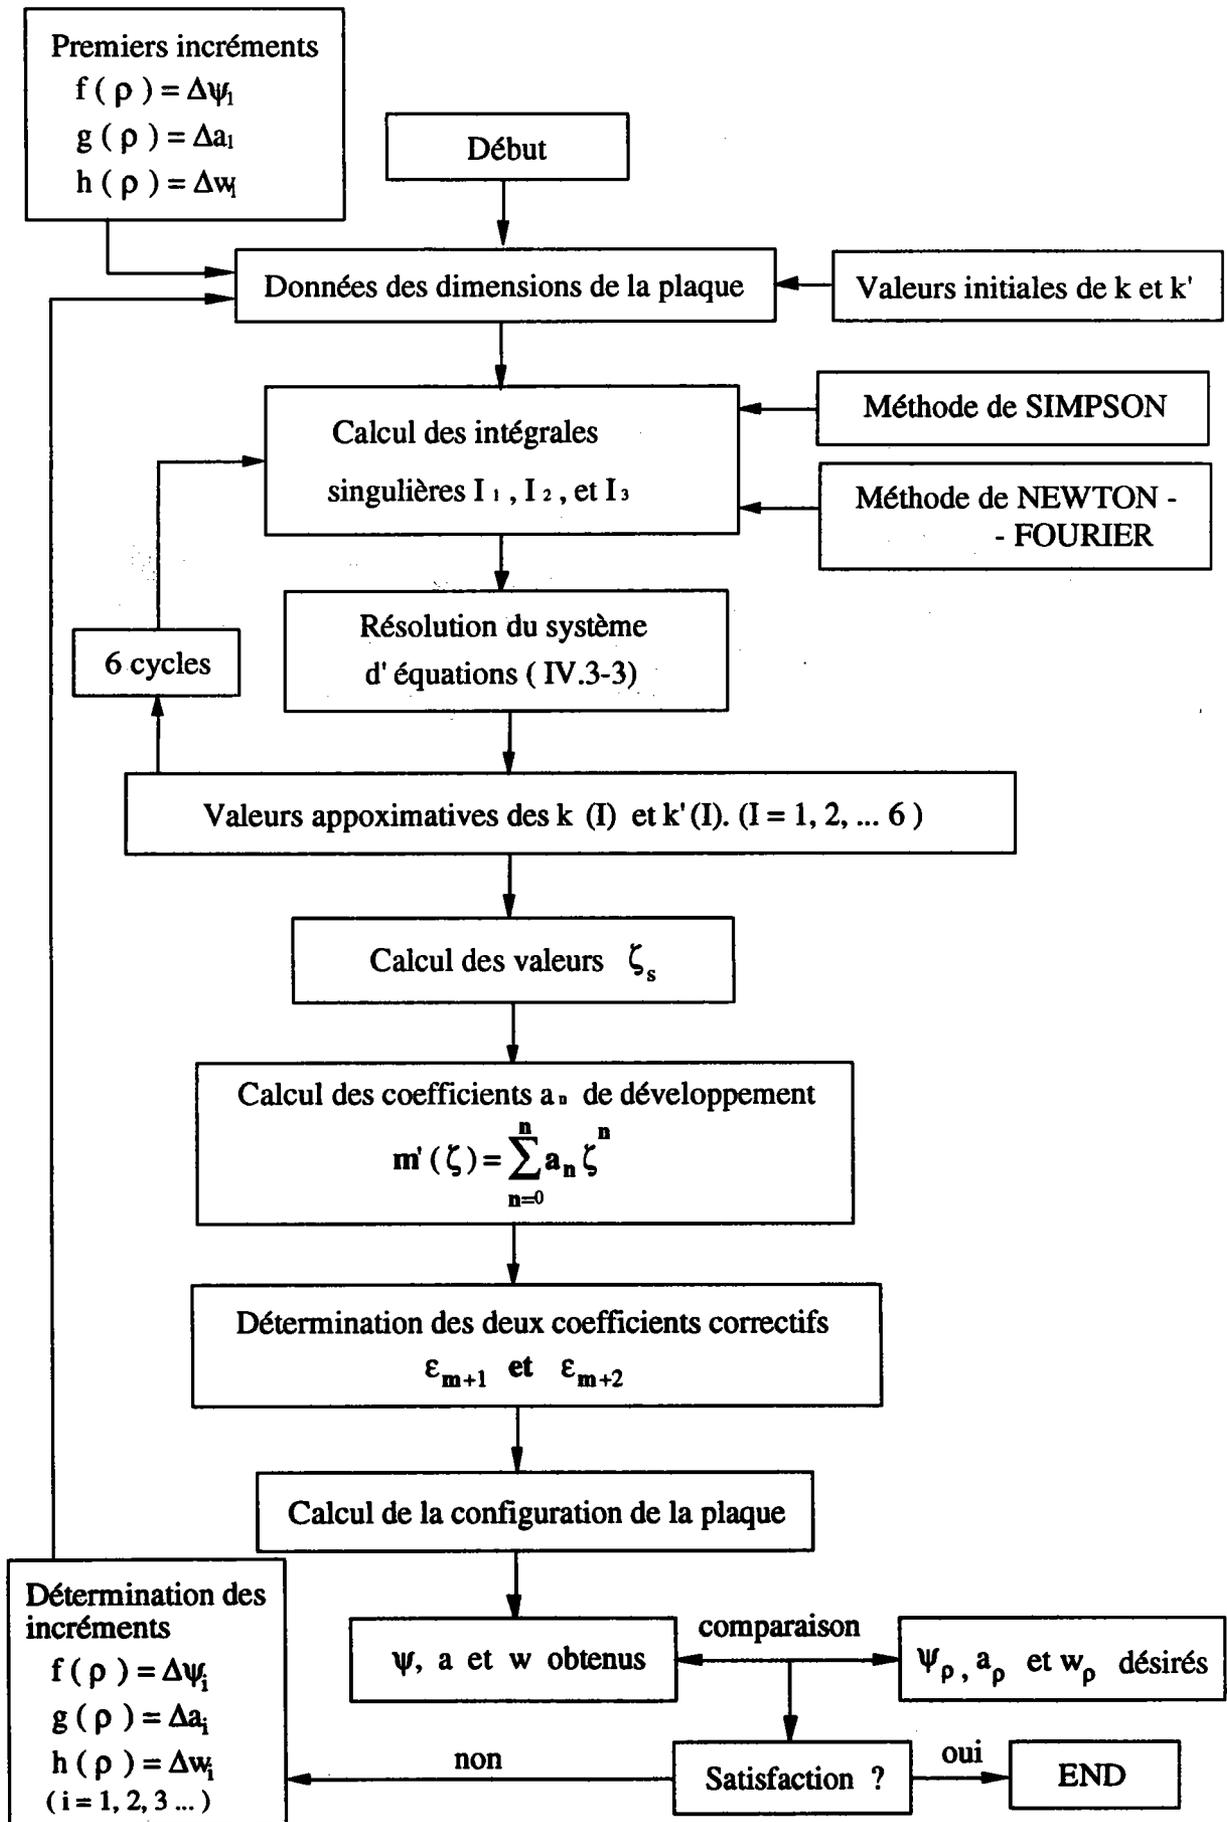 Premiers incréments
f ( ρ ) = Δψ₁
g ( ρ ) = Δa₁
h ( ρ ) = Δw₁
Début
Données des dimensions de la plaque
Valeurs initiales de k et k'
Calcul des intégrales
singulières I ₁ , I ₂ , et I ₃
Méthode de SIMPSON
Méthode de NEWTON -
- FOURIER
Résolution du système
d' équations ( IV.3-3)
6 cycles
Valeurs appoximatives des k (I) et k'(I). (I = 1, 2, ... 6 )
Calcul des valeurs ζₛ
Calcul des coefficients aₙ de développement
n
m' ( ζ ) = ∑ aₙ ζⁿ
n=0
Détermination des deux coefficients correctifs
εₘ₊₁ et εₘ₊₂
Calcul de la configuration de la plaque
Détermination des
incréments
f ( ρ ) = Δψᵢ
g ( ρ ) = Δaᵢ
h ( ρ ) = Δwᵢ
( i = 1, 2, 3 ... )
ψ, a et w obtenus
comparaison
ψᵨ , aᵨ et wᵨ désirés
non
Satisfaction ?
oui
END